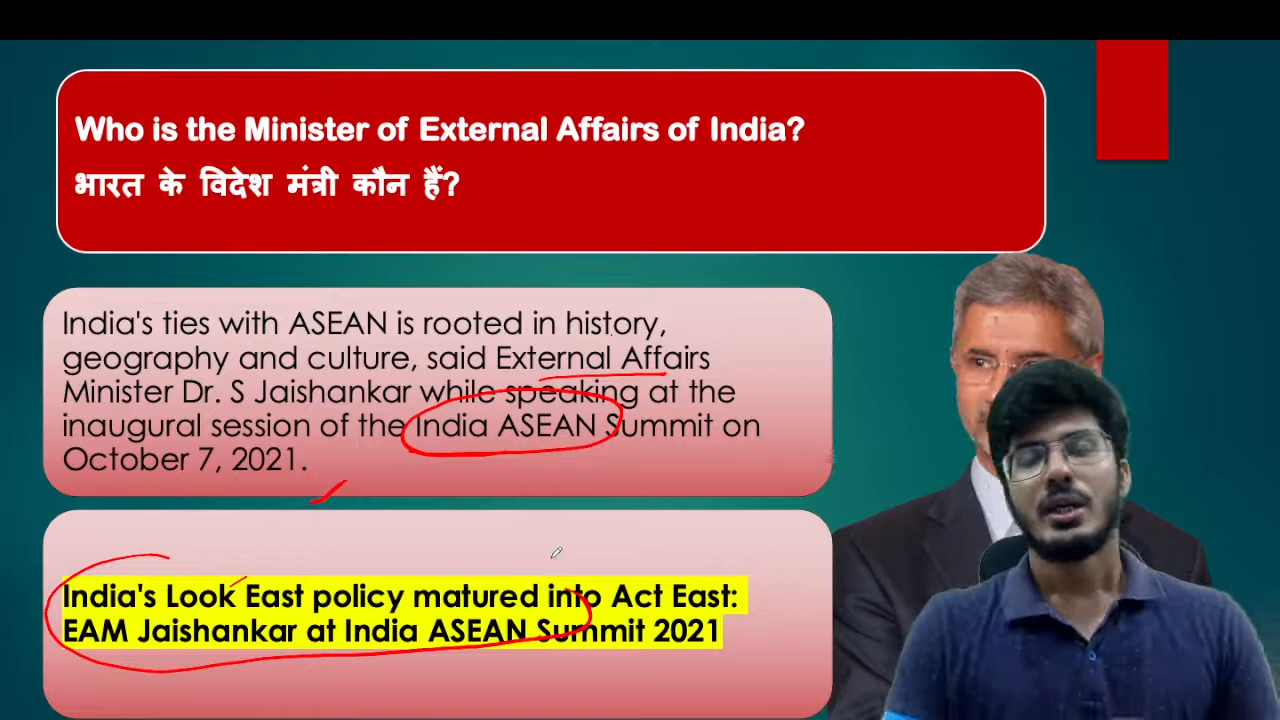 Who is the Minister of External Affairs of India?
भारत के विदेश मंत्री कौन हैं?
India's ties with ASEAN is rooted in history,
geography and culture, said External Affairs
Minister Dr. S Jaishankar while speaking at the
inaugural session of the India ASEAN Summit on
October 7, 2021.
India's Look East policy matured into Act East:
EAM Jaishankar at India ASEAN Summit 2021